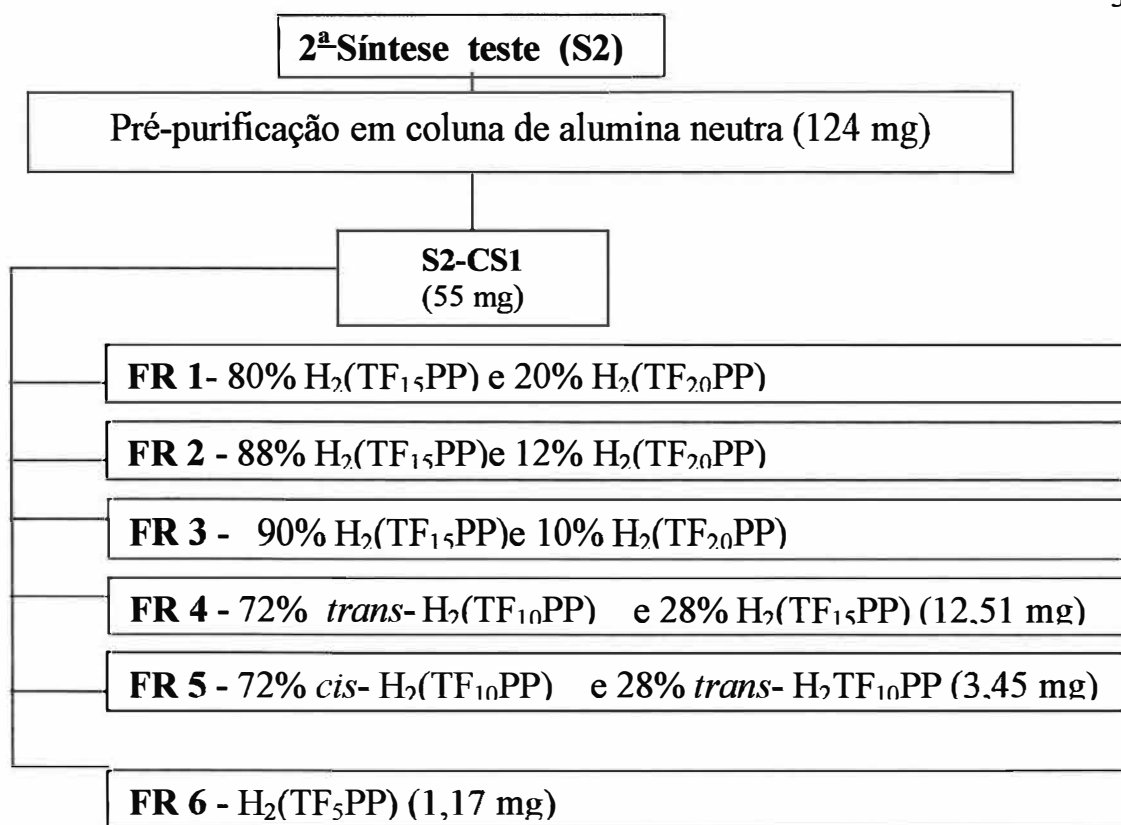 2ª Síntese teste (S2)
Pré-purificação em coluna de alumina neutra (124 mg)
S2-CS1
(55 mg)
FR 1- 80% H₂(TF₁₅PP) e 20% H₂(TF₂₀PP)
FR 2 - 88% H₂(TF₁₅PP)e 12% H₂(TF₂₀PP)
FR 3 - 90% H₂(TF₁₅PP)e 10% H₂(TF₂₀PP)
FR 4 - 72% trans- H₂(TF₁₀PP) e 28% H₂(TF₁₅PP) (12,51 mg)
FR 5 - 72% cis- H₂(TF₁₀PP) e 28% trans- H₂TF₁₀PP (3,45 mg)
FR 6 - H₂(TF₅PP) (1,17 mg)